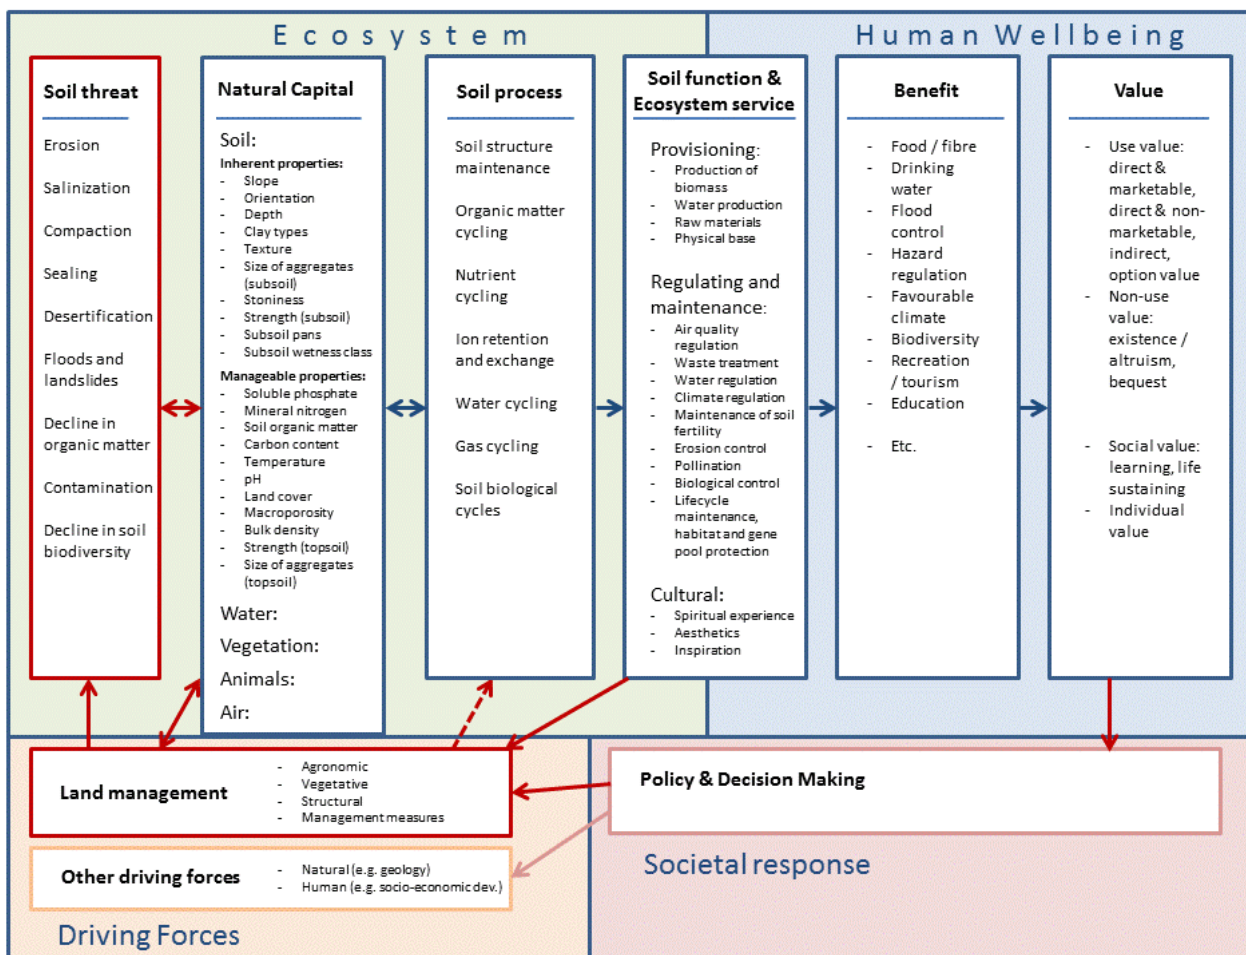 Ecosystem
Human Wellbeing
Soil threat
Erosion
Salinization
Compaction
Sealing
Desertification
Floods and
landslides
Decline in
organic matter
Contamination
Decline in soil
biodiversity
Natural Capital
Soil:
Inherent properties:
- Slope
- Orientation
- Depth
- Clay types
- Texture
- Size of aggregates
(subsoil)
- Stoniness
- Strength (subsoil)
- Subsoil pans
- Subsoil wetness class
Manageable properties:
- Soluble phosphate
- Mineral nitrogen
- Soil organic matter
- Carbon content
- Temperature
- pH
- Land cover
- Macroporosity
- Bulk density
- Strength (topsoil)
- Size of aggregates
(topsoil)
Water:
Vegetation:
Animals:
Air:
Soil process
Soil structure
maintenance
Organic matter
cycling
Nutrient
cycling
Ion retention
and exchange
Water cycling
Gas cycling
Soil biological
cycles
Soil function &
Ecosystem service
Provisioning:
- Production of
biomass
- Water production
- Raw materials
- Physical base
Regulating and
maintenance:
- Air quality
regulation
- Waste treatment
- Water regulation
- Climate regulation
- Maintenance of soil
fertility
- Erosion control
- Pollination
- Biological control
- Lifecycle
maintenance,
habitat and gene
pool protection
Cultural:
- Spiritual experience
- Aesthetics
- Inspiration
Benefit
- Food / fibre
- Drinking
water
- Flood
control
- Hazard
regulation
- Favourable
climate
- Biodiversity
- Recreation
/ tourism
- Education
- Etc.
Value
- Use value:
direct &
marketable,
direct & non-
marketable,
indirect,
option value
- Non-use
value:
existence /
altruism,
bequest
- Social value:
learning, life
sustaining
- Individual
value
Land management
- Agronomic
- Vegetative
- Structural
- Management measures
Other driving forces
- Natural (e.g. geology)
- Human (e.g. socio-economic dev.)
Driving Forces
Policy & Decision Making
Societal response